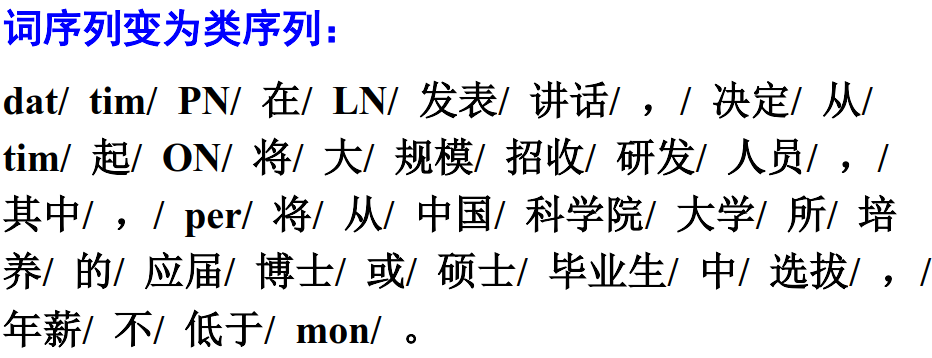 词序列变为类序列：
dat/ tim/ PN/ 在/ LN/ 发表/ 讲话/ ，/ 决定/ 从/
tim/ 起/ ON/ 将/ 大/ 规模/ 招收/ 研发/ 人员/ ，/
其中/ ，/ per/ 将/ 从/ 中国/ 科学院/ 大学/ 所/ 培
养/ 的/ 应届/ 博士/ 或/ 硕士/ 毕业生/ 中/ 选拔/ ，/
年薪/ 不/ 低于/ mon/ 。